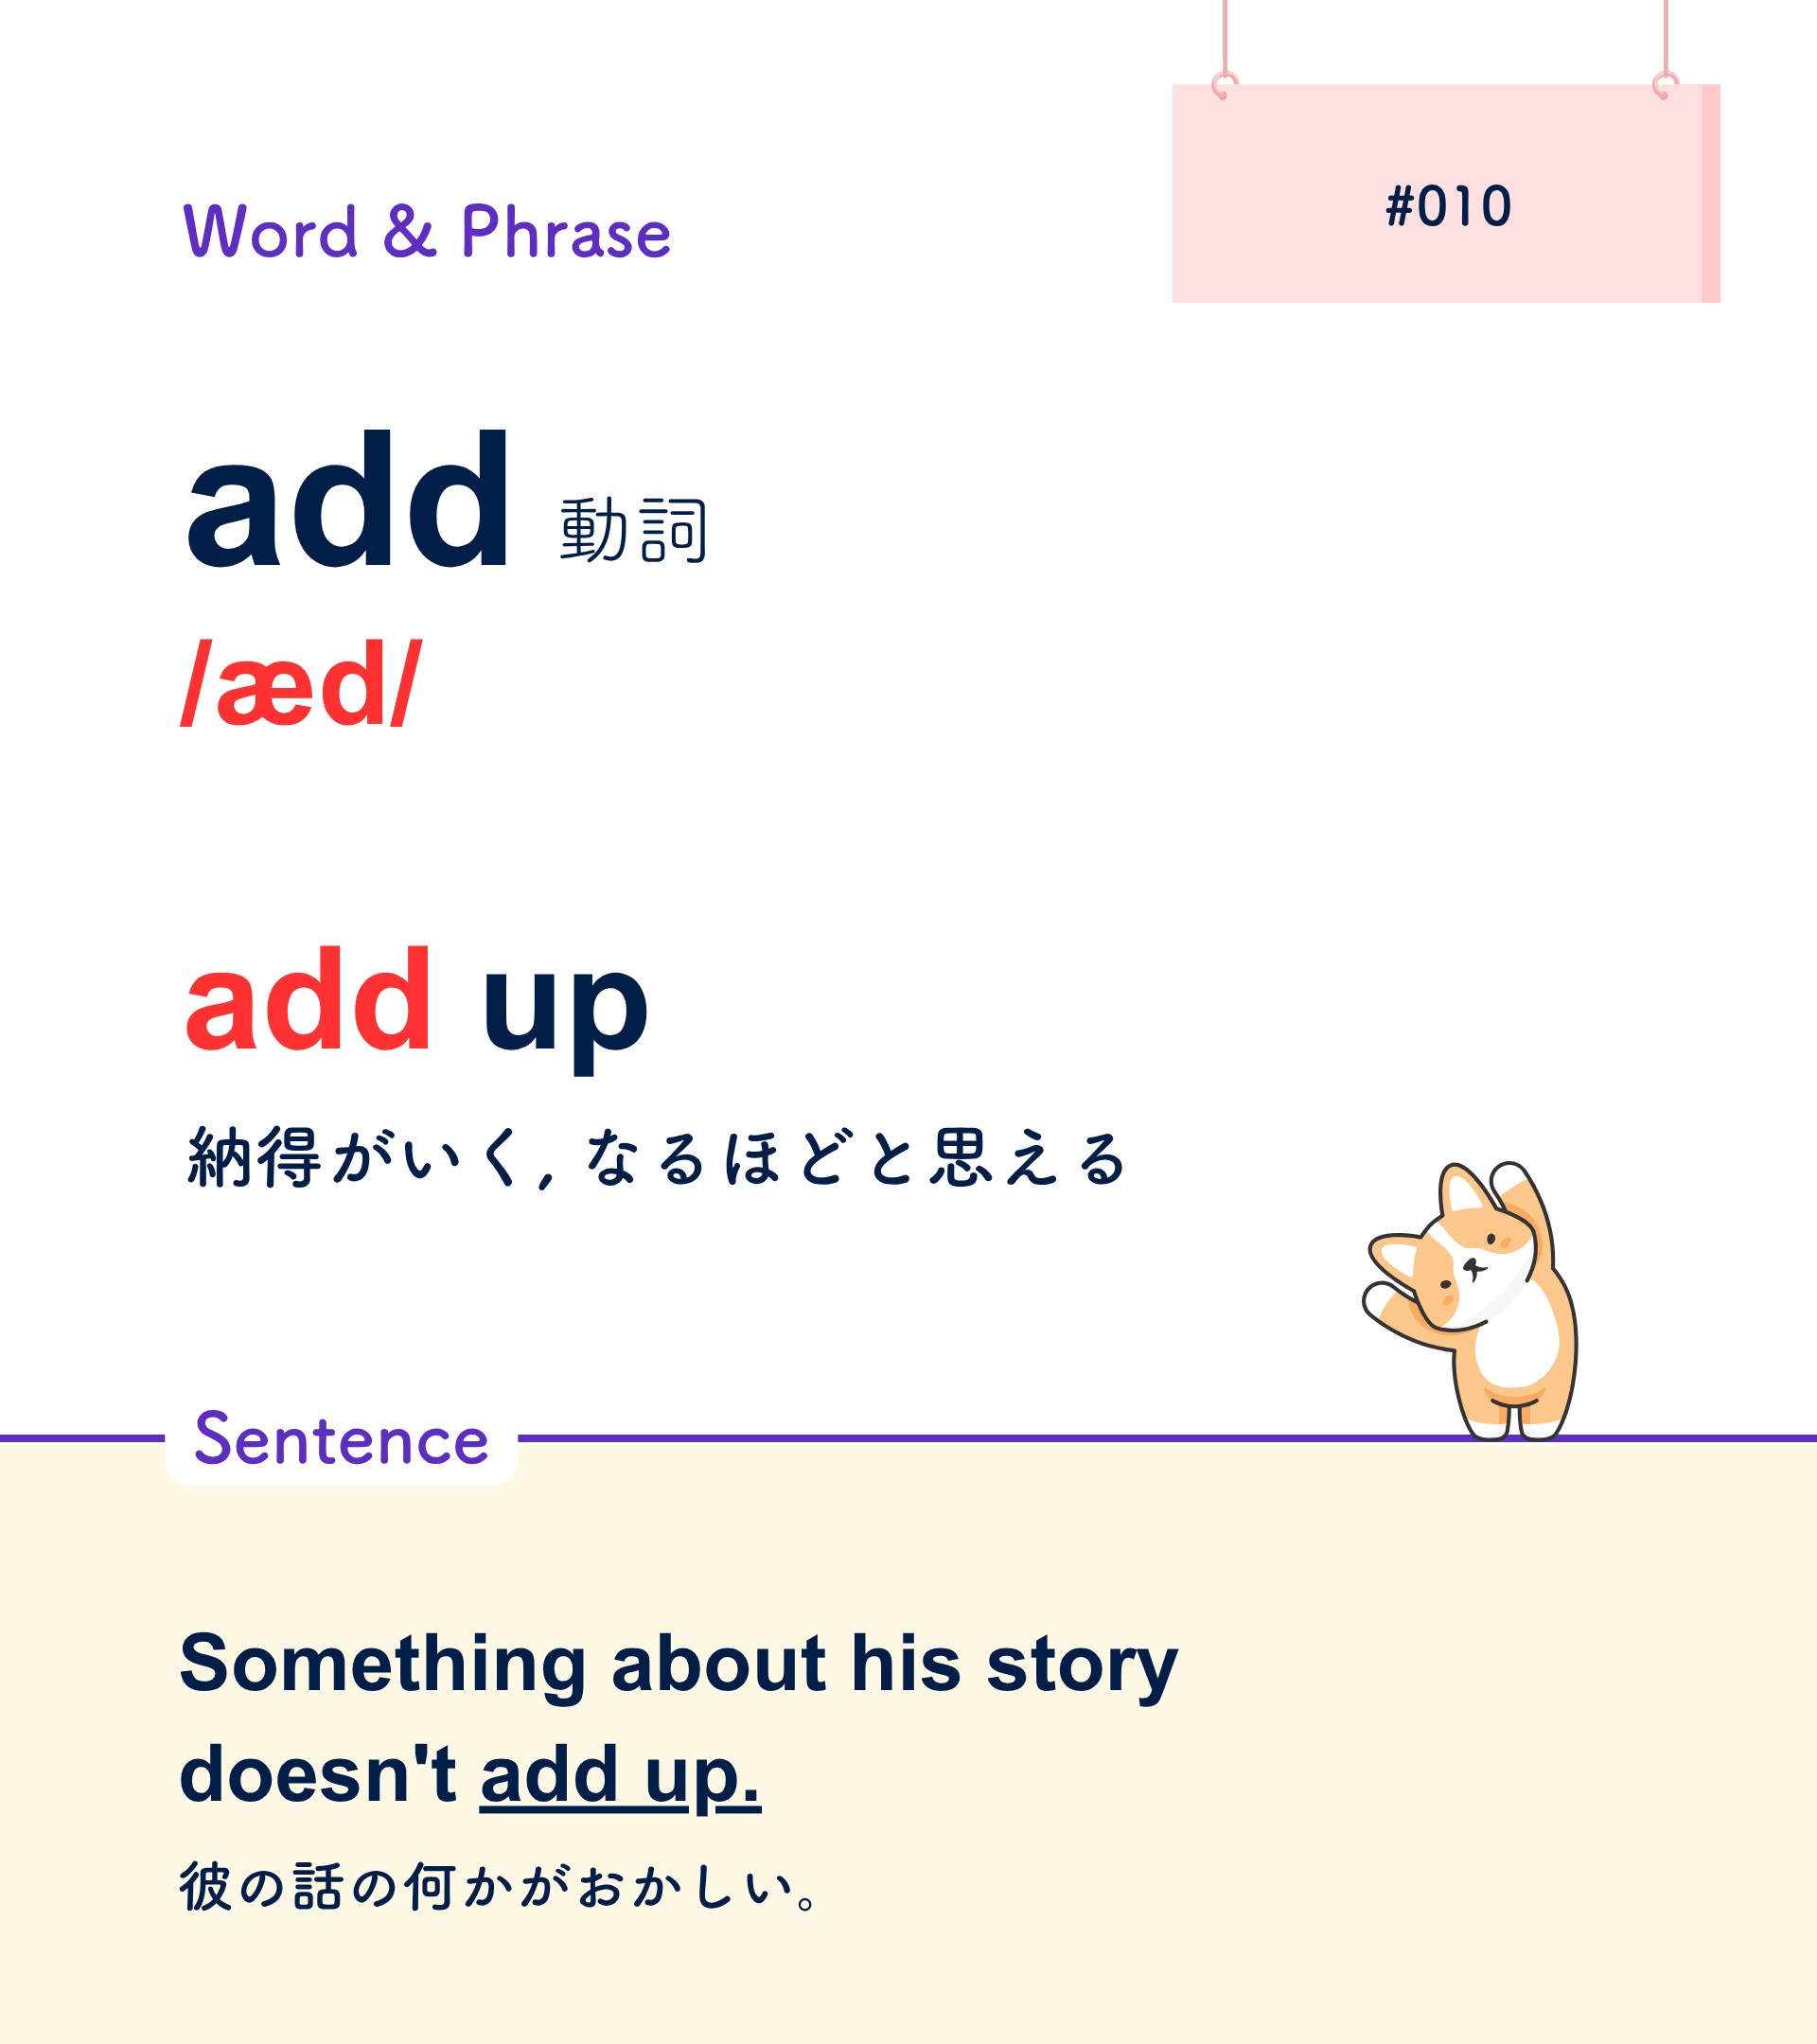 #010
Word & Phrase
add 動詞
/æd/
add up
納得がいく, なるほどと思える
Sentence
Something about his story
doesn't add up.
彼の話の何かがおかしい。